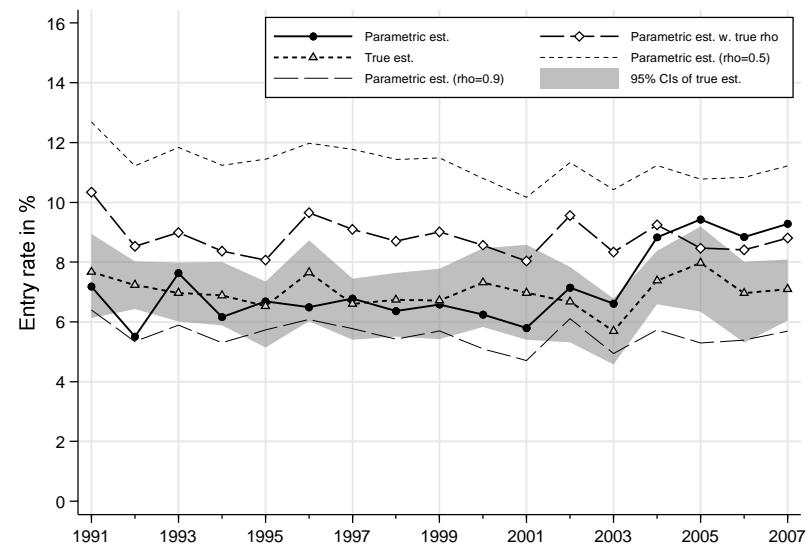 16
14
12
10
8
6
4
2
0
Entry rate in %
Parametric est.
True est.
Parametric est. (rho=0.9)
Parametric est. w. true rho
Parametric est. (rho=0.5)
95% CIs of true est.
1991 1993 1995 1997 1999 2001 2003 2005 2007